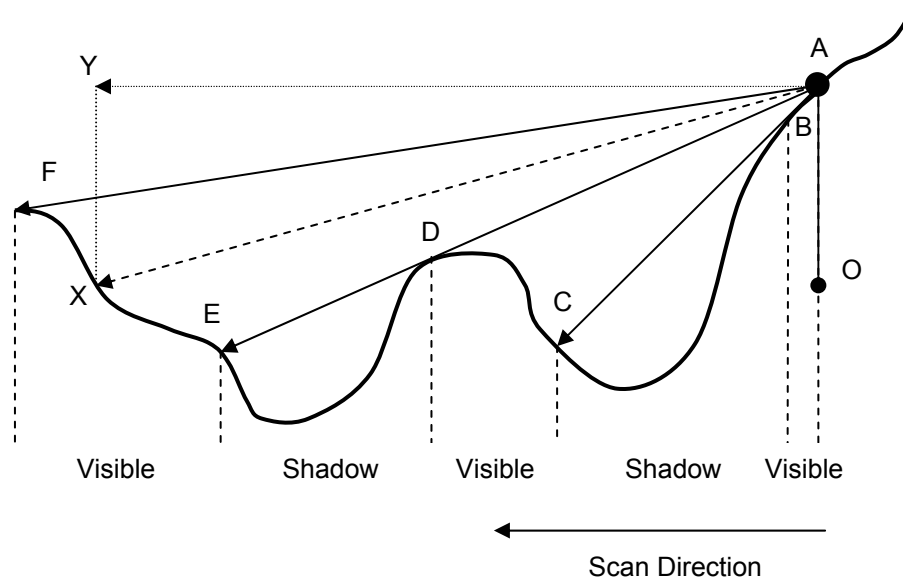 A
Y
B
F
D
O
X
E
C
Visible
Shadow
Visible
Shadow
Visible
Scan Direction